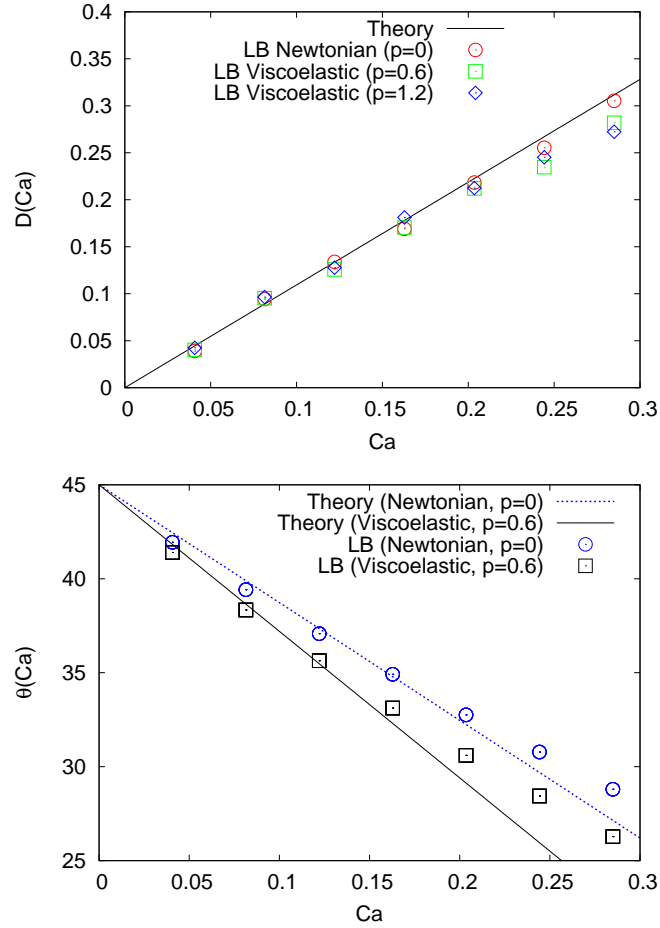 0.4
Theory
LB Newtonian (p=0)
LB Viscoelastic (p=0.6)
LB Viscoelastic (p=1.2)
0.35
0.3
0.25
0.2
0.15
0.1
0.05
0
D(Ca)
0 0.05 0.1 0.15 0.2 0.25 0.3
Ca
45
Theory (Newtonian, p=0)
Theory (Viscoelastic, p=0.6)
LB (Newtonian, p=0)
LB (Viscoelastic, p=0.6)
40
35
30
25
θ(Ca)
0 0.05 0.1 0.15 0.2 0.25 0.3
Ca